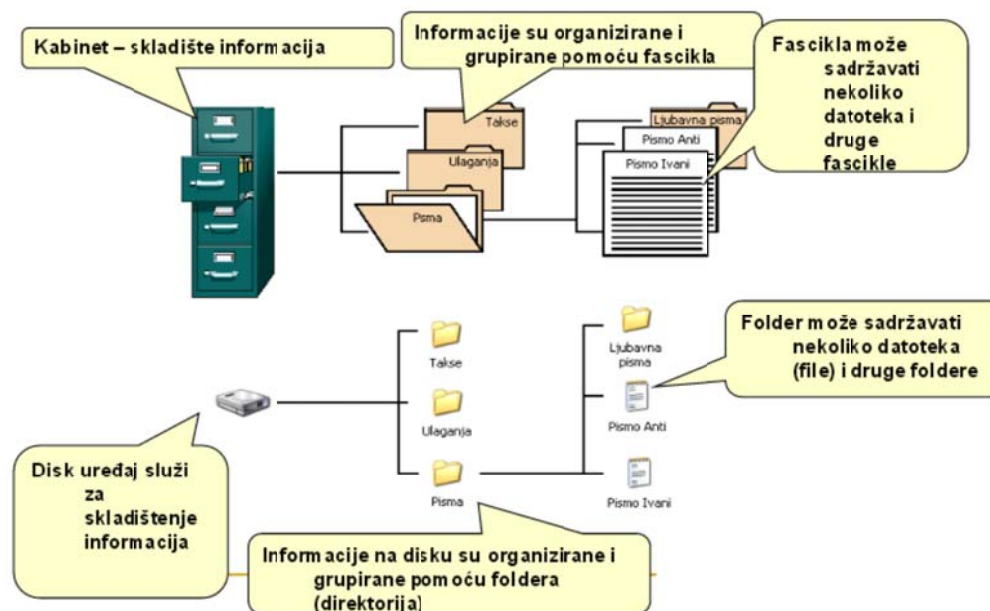 Kabinet – skladište informacija
Informacije su organizirane i
grupirane pomoću fascikla
Fascikla može
sadržavati
nekoliko
datoteka i
druge
fascikle
Takse
Ulaganja
Psma
Ljubavna pisma
Pismo Anti
Pismo Ivani
Folder može sadržavati
nekoliko datoteka
(file) i druge foldere
Takse
Ulaganja
Pisma
Ljubavna
pisma
Pismo Anti
Pismo Ivani
Disk uređaj služi
za
skladištenje
informacija
Informacije na disku su organizirane i
grupirane pomoću foldera
(direktorija)